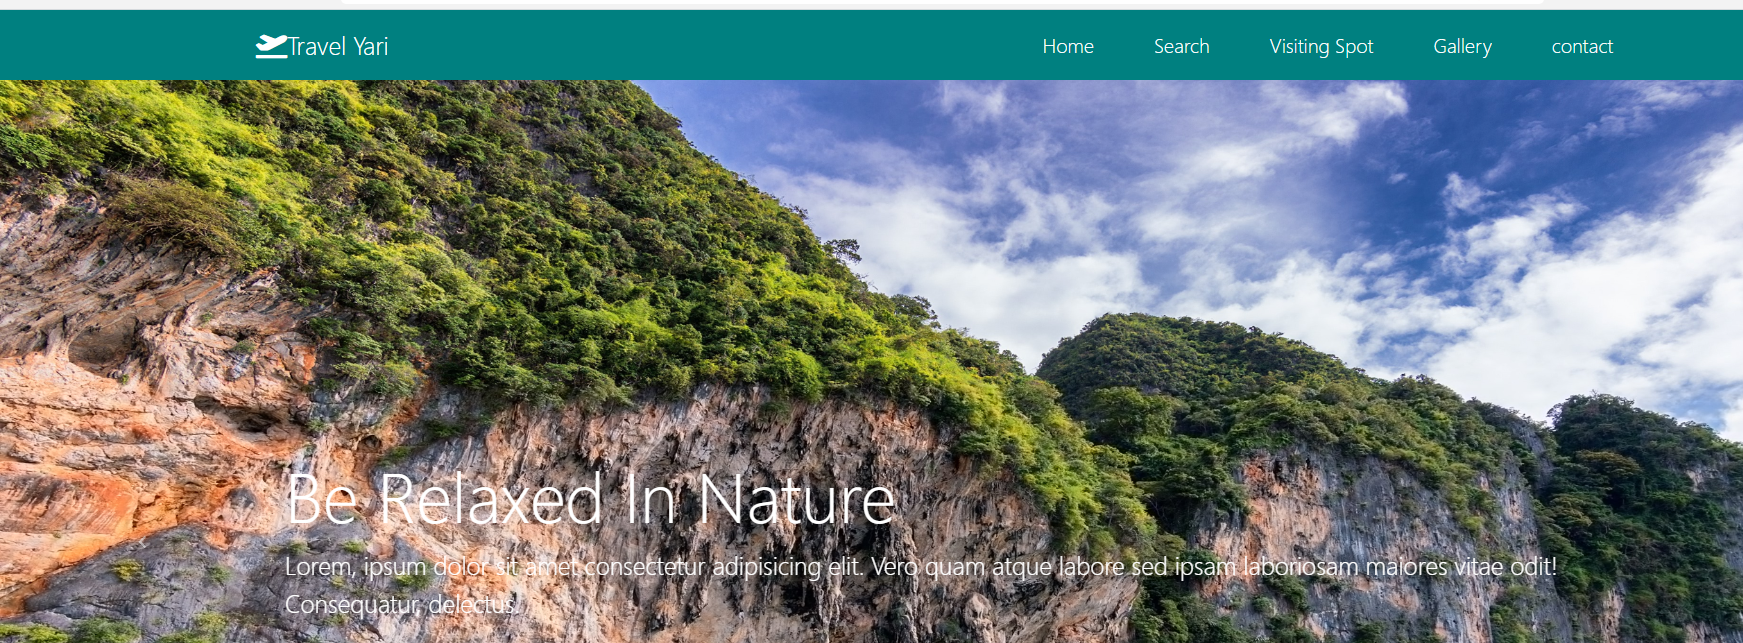 Travel Yari
Home Search Visiting Spot Gallery contact
Be Relaxed In Nature
Lorem, ipsum dolor sit amet consectetur adipisicing elit. Vero quam atque labore sed ipsam laboriosam maiores vitae odit!
Consequatur, delectus.